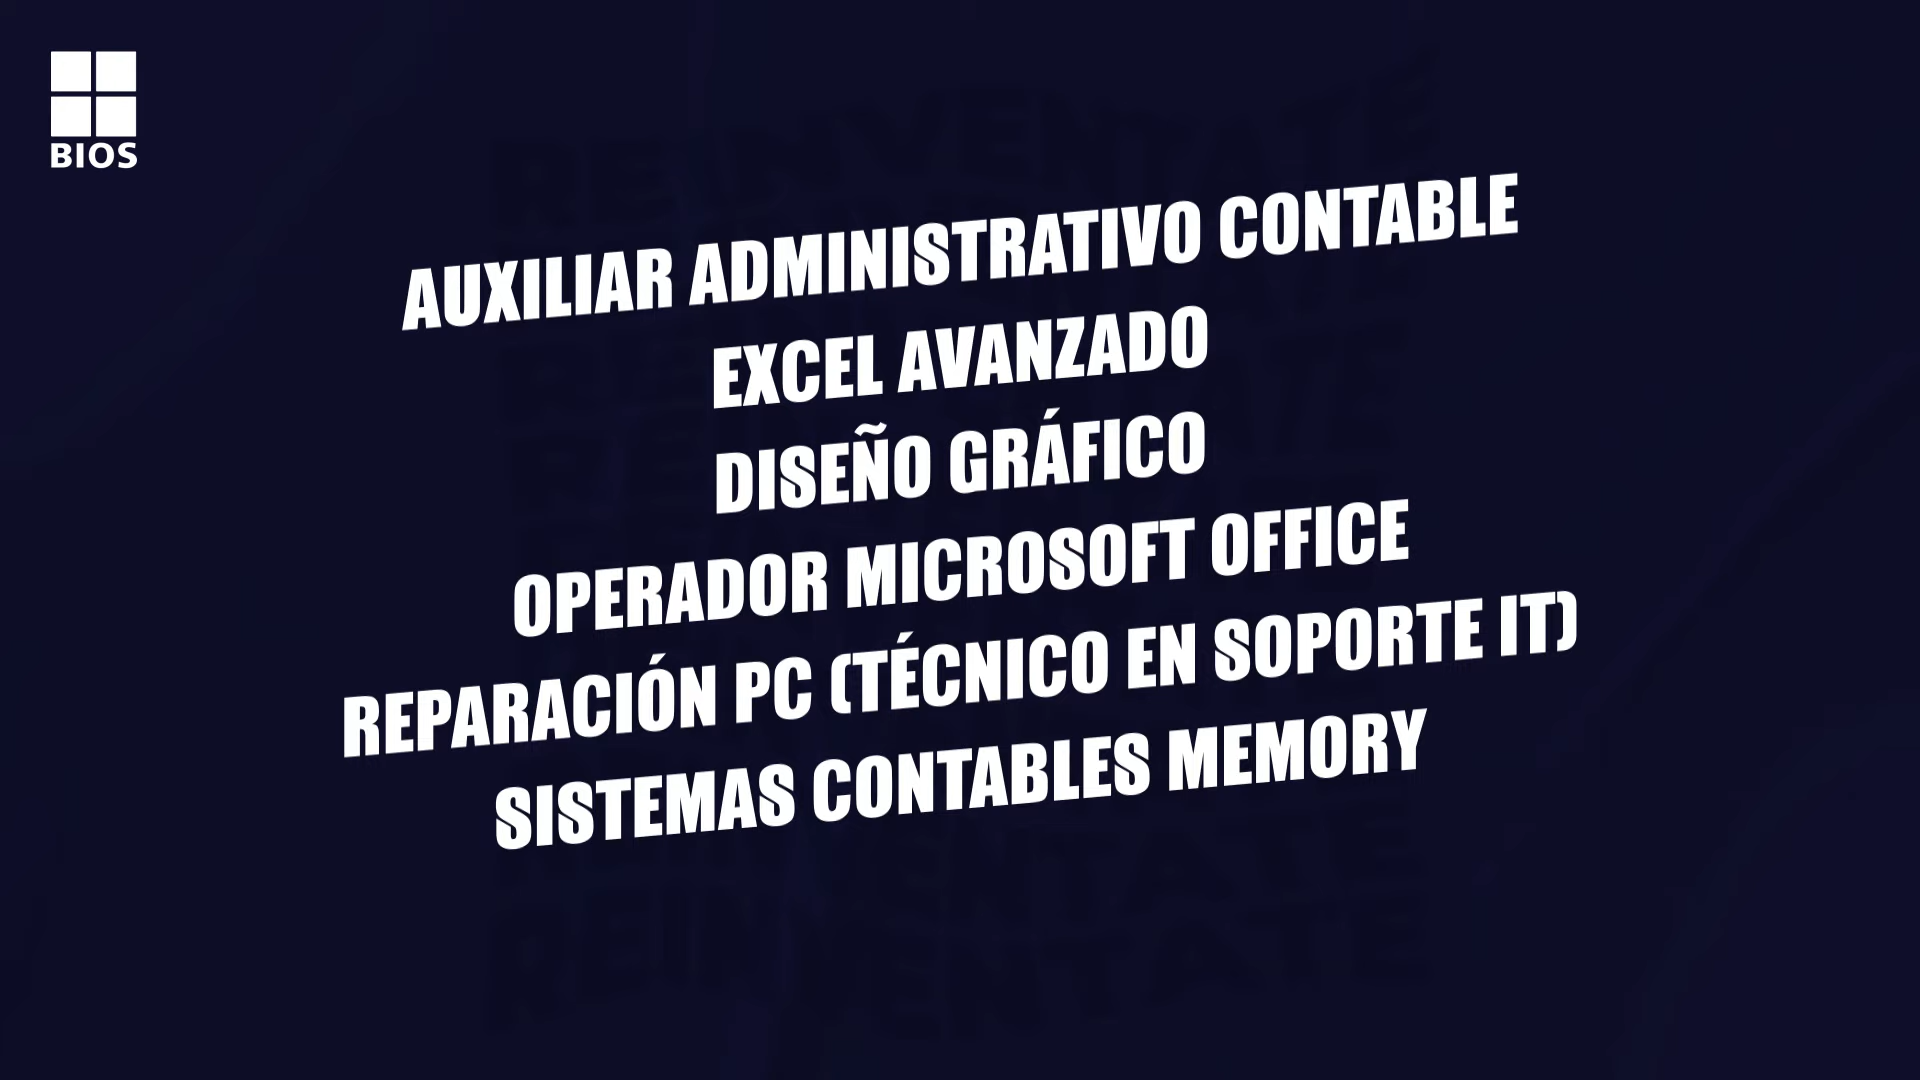 BIOS
AUXILIAR ADMINISTRATIVO CONTABLE
EXCEL AVANZADO
DISEÑO GRÁFICO
OPERADOR MICROSOFT OFFICE
REPARACIÓN PC (TÉCNICO EN SOPORTE IT)
SISTEMAS CONTABLES MEMORY
REINVENTATE